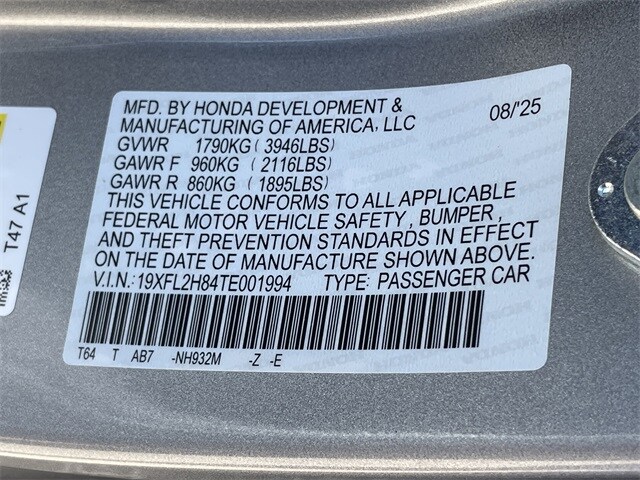 MFD. BY HONDA DEVELOPMENT &
MANUFACTURING OF AMERICA, LLC 08/'25
GVWR 1790KG (3946LBS)
GAWR F 960KG (2116LBS)
GAWR R 860KG (1895LBS)
THIS VEHICLE CONFORMS TO ALL APPLICABLE
FEDERAL MOTOR VEHICLE SAFETY, BUMPER,
AND THEFT PREVENTION STANDARDS IN EFFECT
ON THE DATE OF MANUFACTURE SHOWN ABOVE.
V.I.N.:19XFL2H84TE001994 TYPE: PASSENGER CAR
T64 T AB7 -NH932M -Z -E
T47 A1